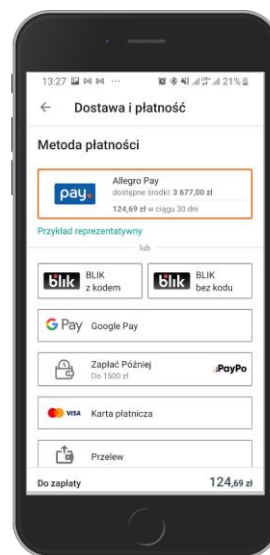 13:27 ... 21%
Dostawa i płatność
Metoda płatności
pay.
Allegro Pay
dostępne środki: 3 677,00 zł
124,69 zł w ciągu 30 dni
Przykład reprezentatywny
lub
blik
BLIK
z kodem
blik
BLIK
bez kodu
G Pay Google Pay
Zapłać Później
Do 1500 zł
PayPo
VISA Karta płatnicza
Przelew
Do zapłaty 124,69 zł